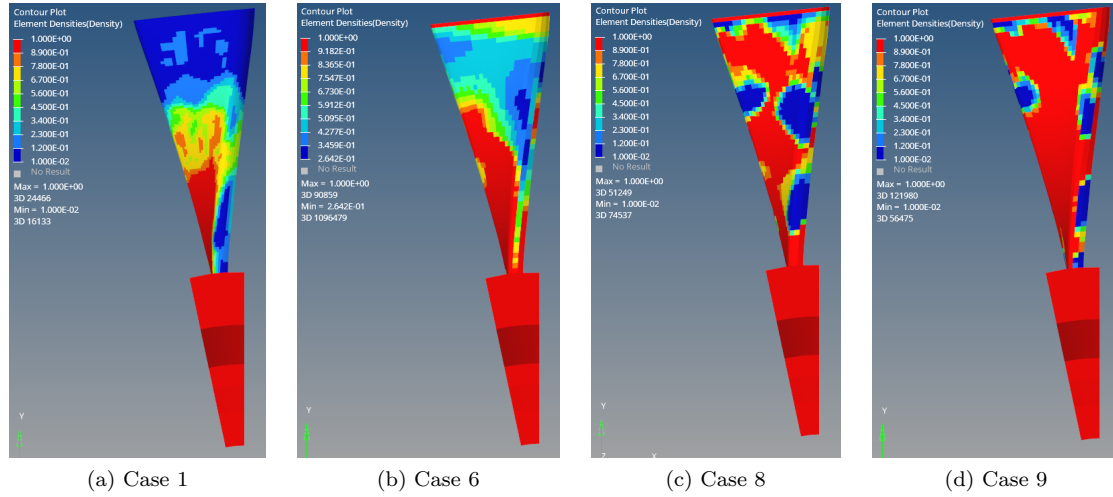 Contour Plot
Element Densities(Density)
1.000E+00
8.900E-01
7.800E-01
6.700E-01
5.600E-01
4.500E-01
3.400E-01
2.300E-01
1.200E-01
1.000E-02
No Result
Max = 1.000E+00
3D 24466
Min = 1.000E-02
3D 16133
Y
(a) Case 1
Contour Plot
Element Densities(Density)
1.000E+00
9.182E-01
8.365E-01
7.547E-01
6.730E-01
5.912E-01
5.095E-01
4.277E-01
3.459E-01
2.642E-01
No Result
Max = 1.000E+00
3D 90859
Min = 2.642E-01
3D 1096479
Y
(b) Case 6
Contour Plot
Element Densities(Density)
1.000E+00
8.900E-01
7.800E-01
6.700E-01
5.600E-01
4.500E-01
3.400E-01
2.300E-01
1.200E-01
1.000E-02
No Result
Max = 1.000E+00
3D 51249
Min = 1.000E-02
3D 74537
Y
Z X
(c) Case 8
Contour Plot
Element Densities(Density)
1.000E+00
8.900E-01
7.800E-01
6.700E-01
5.600E-01
4.500E-01
3.400E-01
2.300E-01
1.200E-01
1.000E-02
No Result
Max = 1.000E+00
3D 121980
Min = 1.000E-02
3D 56475
Y
(d) Case 9